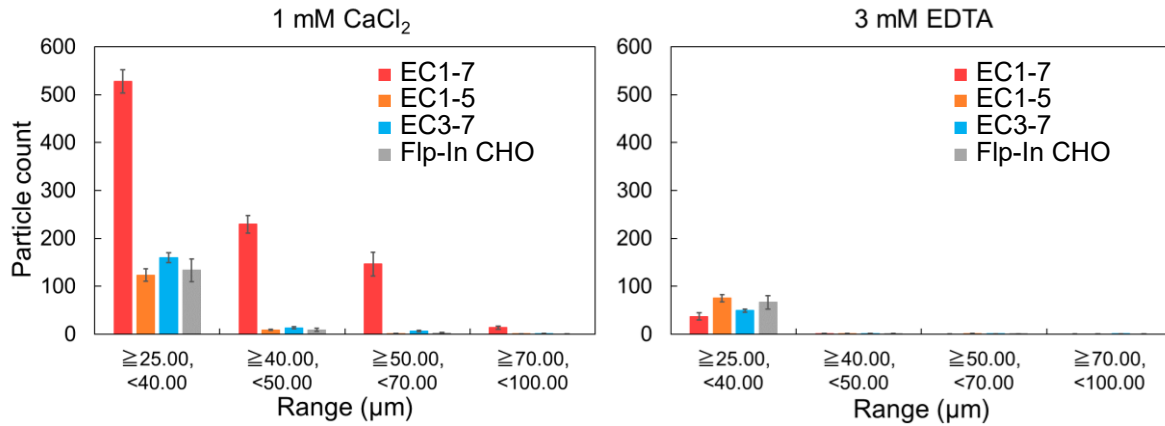 1 mM CaCl₂
Particle count
600
500
400
300
200
100
0
EC1-7
EC1-5
EC3-7
Flp-In CHO
≧25.00, ≧40.00, ≧50.00, ≧70.00,
<40.00 <50.00 <70.00 <100.00
Range (μm)
3 mM EDTA
600
500
400
300
200
100
0
EC1-7
EC1-5
EC3-7
Flp-In CHO
≧25.00, ≧40.00, ≧50.00, ≧70.00,
<40.00 <50.00 <70.00 <100.00
Range (μm)